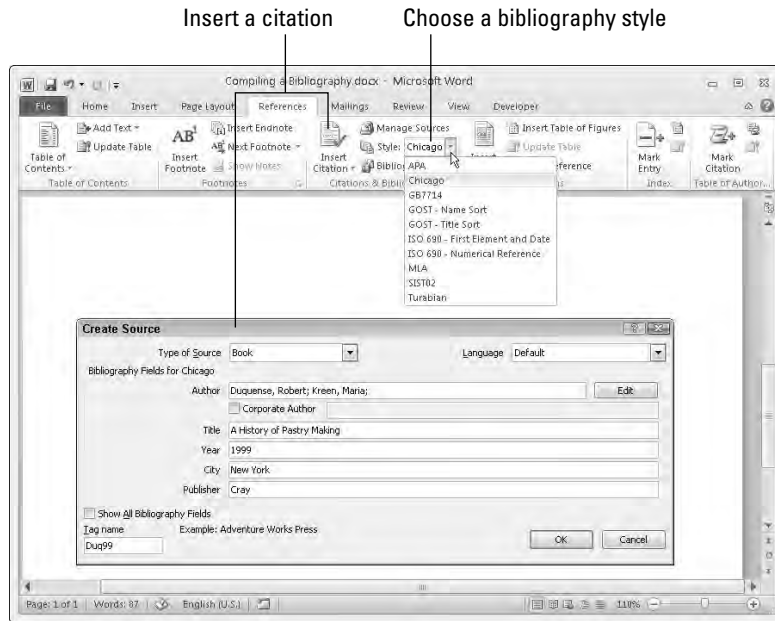 Insert a citation
Choose a bibliography style
Compiling a Bibliography.docx - Microsoft Word
File Home Insert Page Layout References Mailings Review View Developer
Table of Contents
Add Text
Update Table
Table of Contents
AB1
Insert Footnote
Insert Endnote
Next Footnote
Show Notes
Footnotes
Insert Citation
Manage Sources
Style: Chicago
Biblio
Citations & Bibli
APA
Chicago
GB7714
GOST - Name Sort
GOST - Title Sort
ISO 690 - First Element and Date
ISO 690 - Numerical Reference
MLA
SIST02
Turabian
Insert Table of Figures
Update Table
eference
Mark Entry
Index
Mark Citation
Table of Author...
Create Source
Type of Source Book
Language Default
Bibliography Fields for Chicago
Author Duquense, Robert; Kreen, Maria;
Edit
Corporate Author
Title A History of Pastry Making
Year 1999
City New York
Publisher Cray
Show All Bibliography Fields
Tag name Example: Adventure Works Press
Duq99
OK Cancel
Page: 1 of 1 Words: 87 English (U.S.) 110%